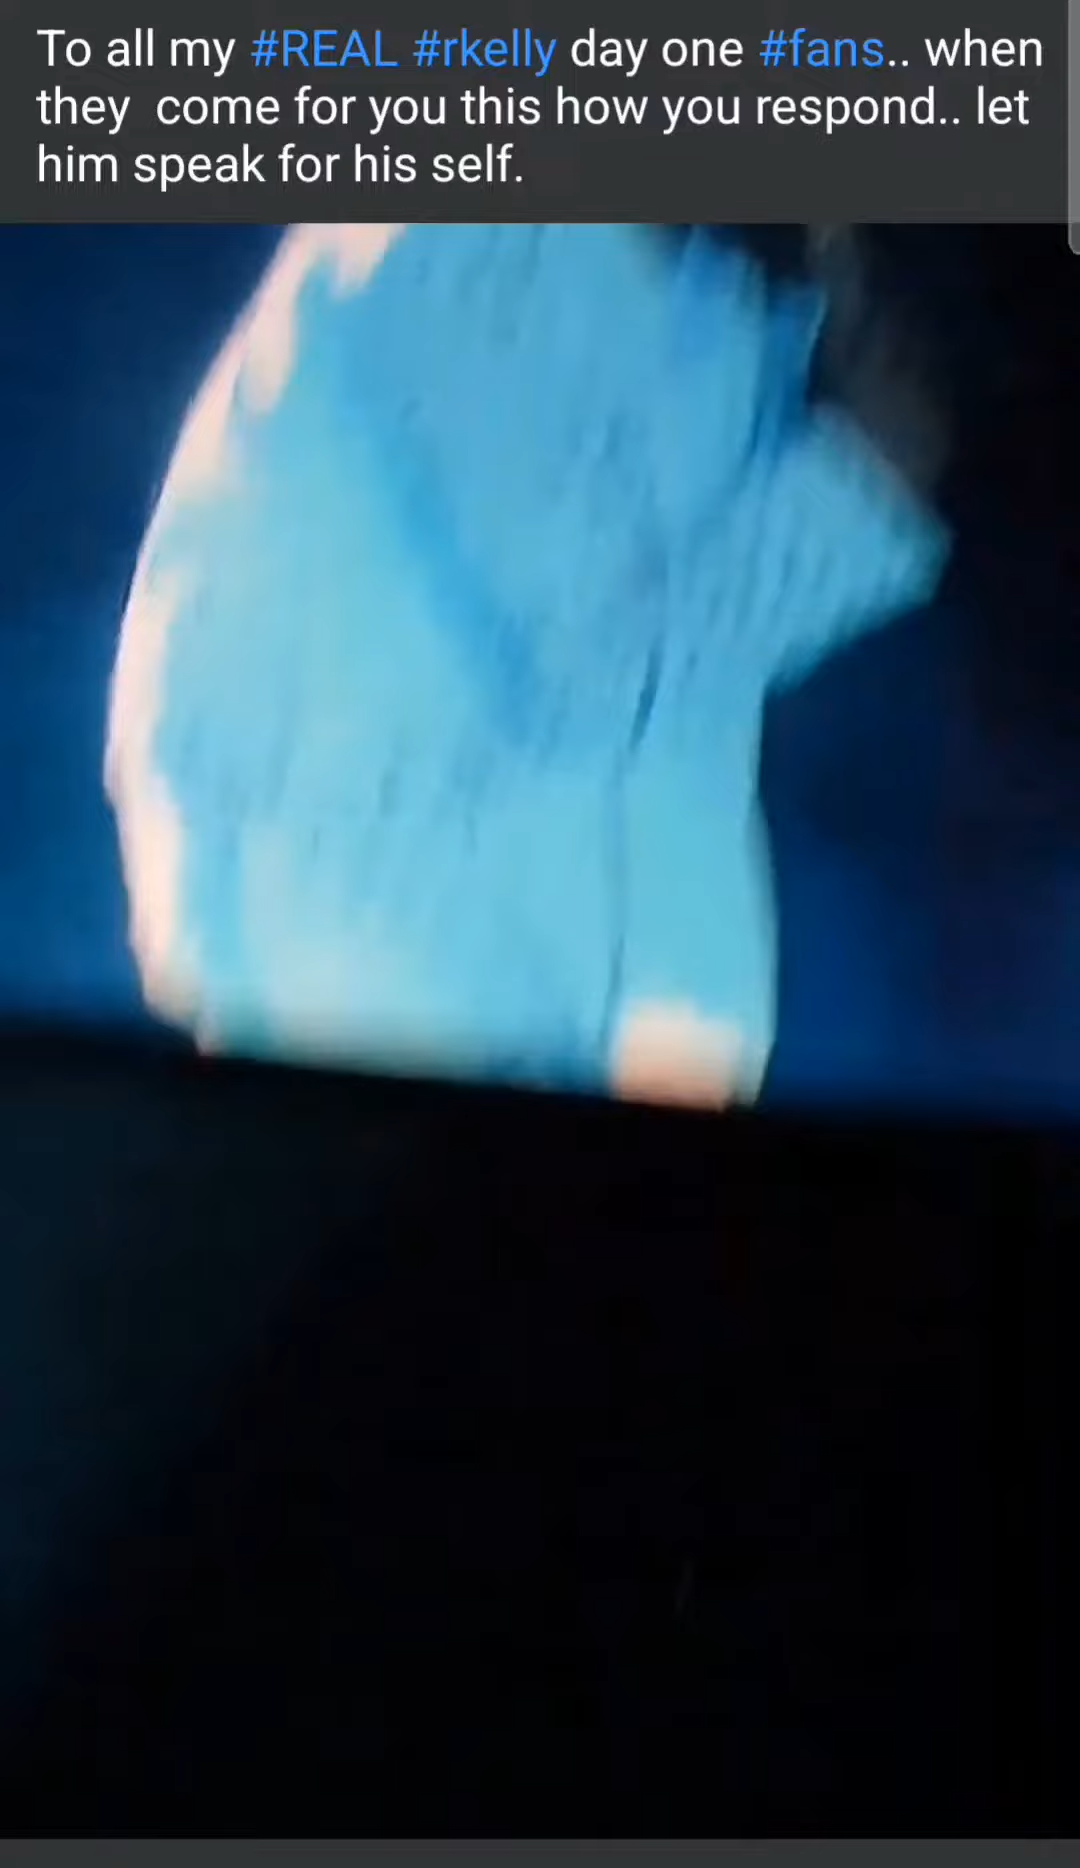 To all my #REAL #rkelly day one #fans.. when
they  come for you this how you respond.. let
him speak for his self.